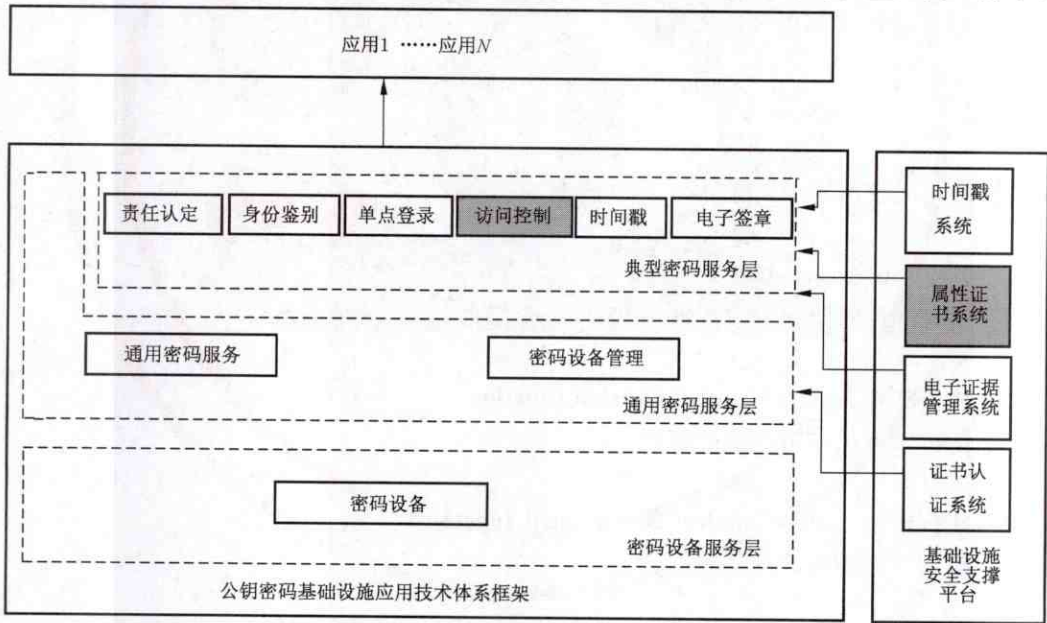 应用1 ……应用N
责任认定 身份鉴别 单点登录 访问控制 时间戳 电子签章
典型密码服务层
通用密码服务 密码设备管理
通用密码服务层
密码设备
密码设备服务层
公钥密码基础设施应用技术体系框架
时间戳
系统
属性证
书系统
电子证据
管理系统
证书认
证系统
基础设施
安全支撑
平台